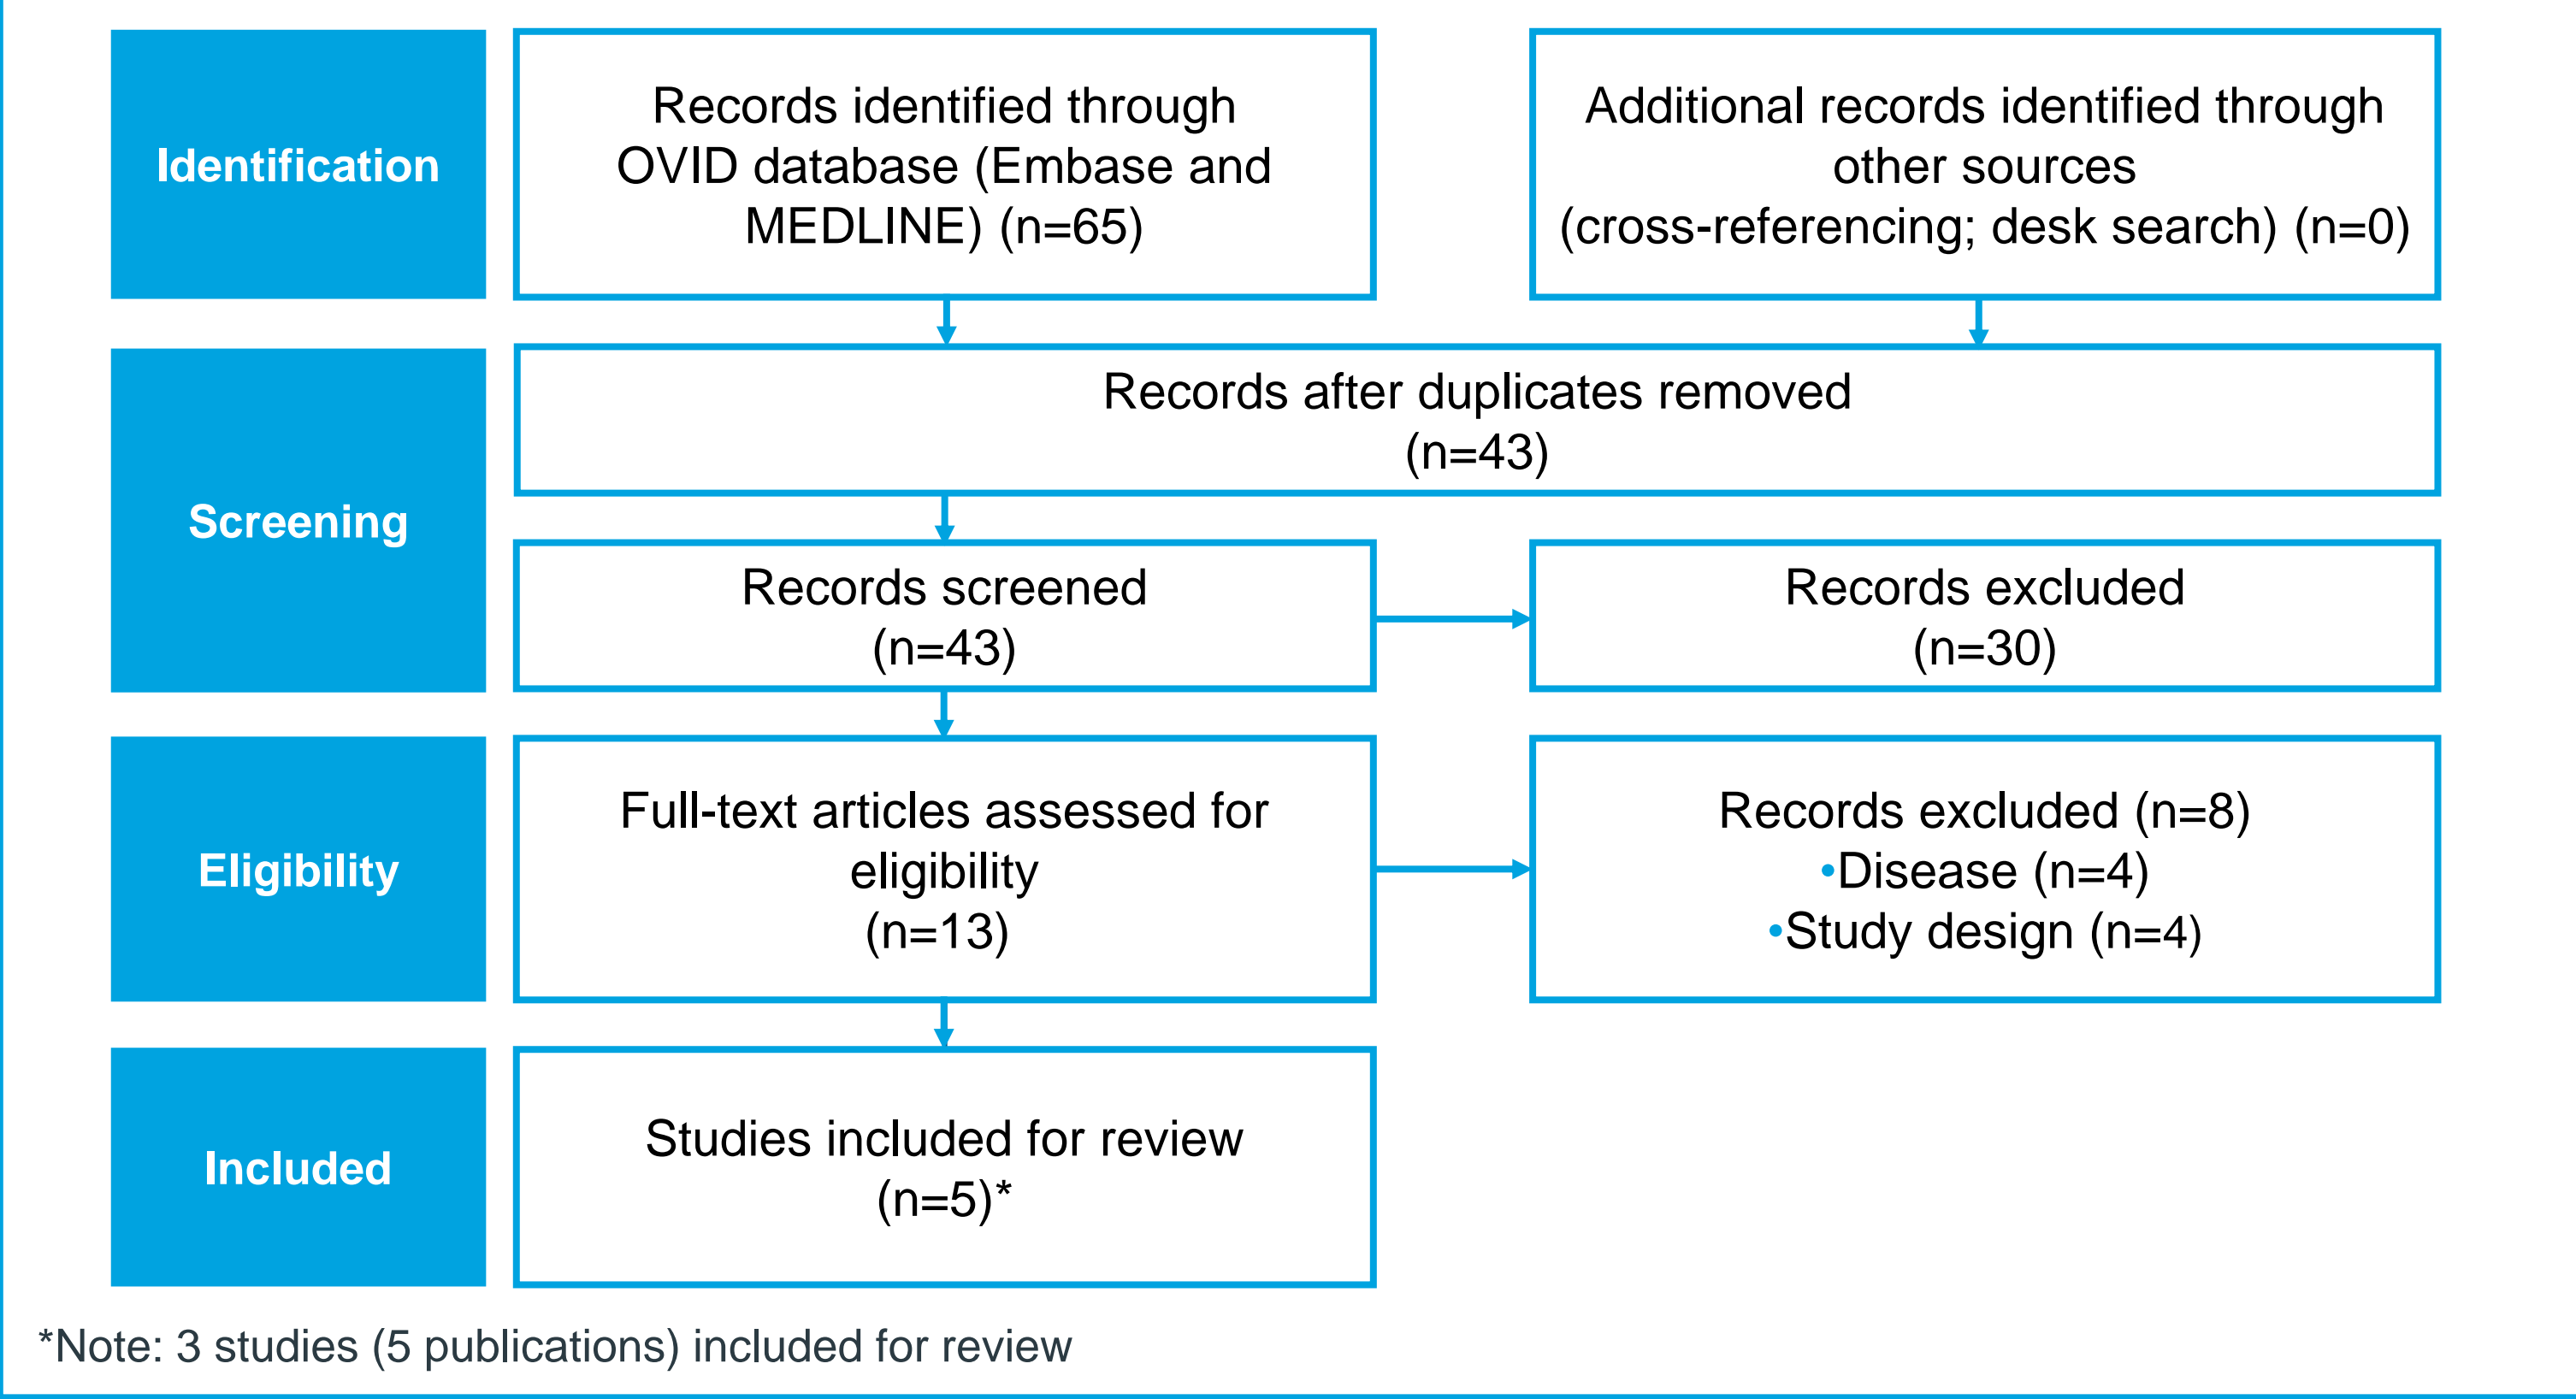 Identification
Records identified through
OVID database (Embase and
MEDLINE) (n=65)
Additional records identified through
other sources
(cross-referencing; desk search) (n=0)
Screening
Records after duplicates removed
(n=43)
Records screened
(n=43)
Records excluded
(n=30)
Eligibility
Full-text articles assessed for
eligibility
(n=13)
Records excluded (n=8)
•Disease (n=4)
•Study design (n=4)
Included
Studies included for review
(n=5)*
*Note: 3 studies (5 publications) included for review